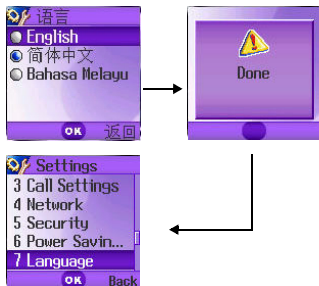 语言
English
简体中文
Bahasa Melayu
OK 返回
Done
Settings
3 Call Settings
4 Network
5 Security
6 Power Savin...
7 Language
OK Back